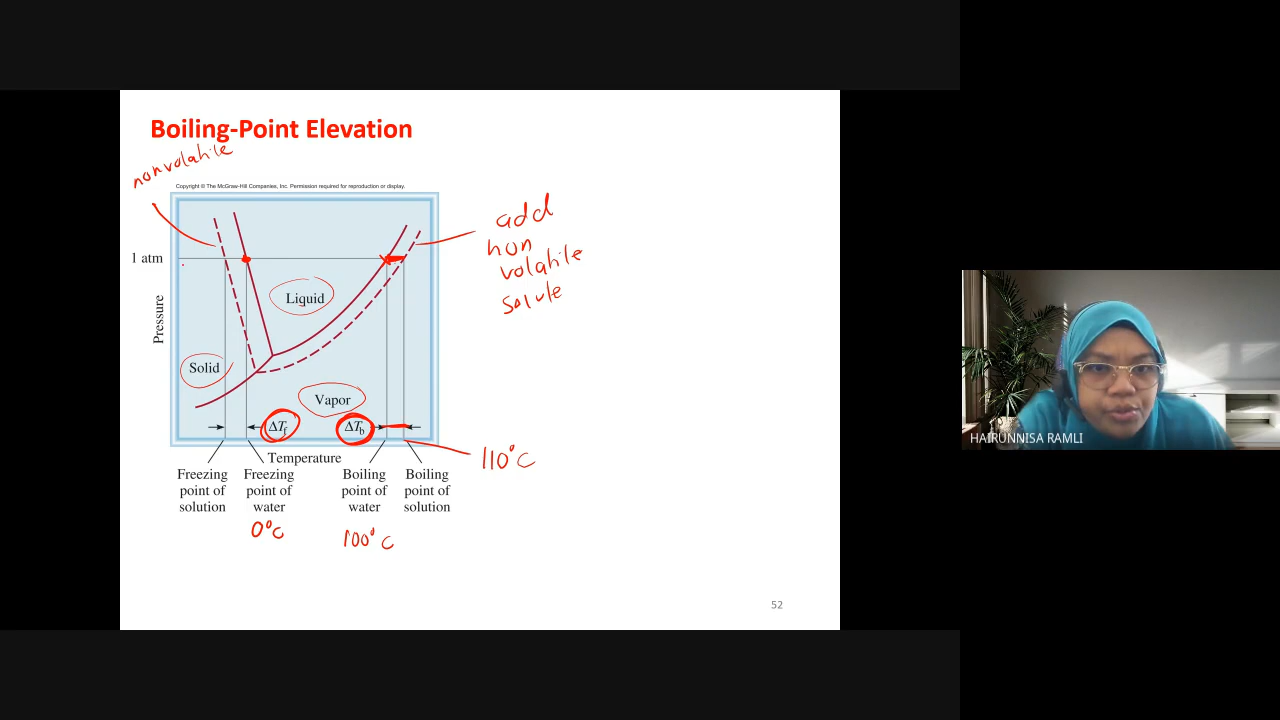 Boiling-Point Elevation
nonvolatile
Copyright © The McGraw-Hill Companies, Inc. Permission required for reproduction or display.
add
non
volatile
solute
1 atm
Liquid
Pressure
Solid
Vapor
ΔTf
ΔTb
Temperature
110°C
Freezing point of solution
Freezing point of water
Boiling point of water
Boiling point of solution
0°C
100°C
52
HAIRUNNISA RAMLI